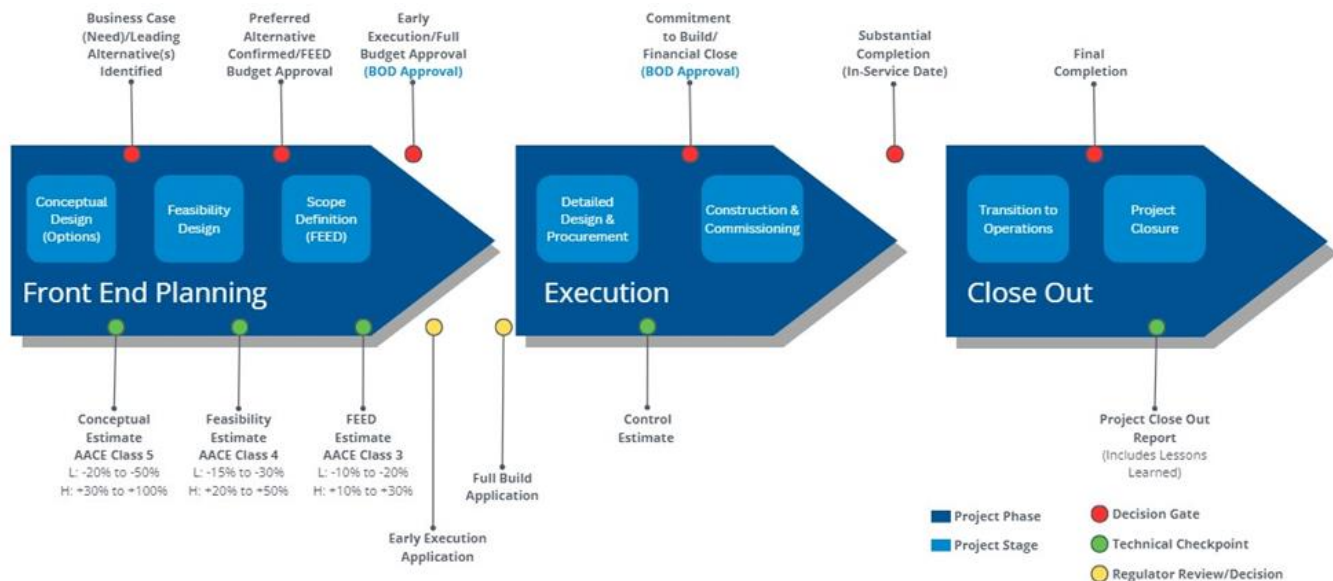 Business Case
(Need)/Leading
Alternative(s)
Identified
Preferred
Alternative
Confirmed/FEED
Budget Approval
Early
Execution/Full
Budget Approval
(BOD Approval)
Commitment
to Build/
Financial Close
(BOD Approval)
Substantial
Completion
(In-Service Date)
Final
Completion
Conceptual
Design
(Options)
Feasibility
Design
Scope
Definition
(FEED)
Front End Planning
Detailed
Design &
Procurement
Construction &
Commissioning
Execution
Transition to
Operations
Project
Closure
Close Out
Conceptual
Estimate
AACE Class 5
L: -20% to -50%
H: +30% to +100%
Feasibility
Estimate
AACE Class 4
L: -15% to -30%
H: +20% to +50%
FEED
Estimate
AACE Class 3
L: -10% to -20%
H: +10% to +30%
Early Execution
Application
Full Build
Application
Control
Estimate
Project Close Out
Report
(Includes Lessons
Learned)
Project Phase
Project Stage
Decision Gate
Technical Checkpoint
Regulator Review/Decision